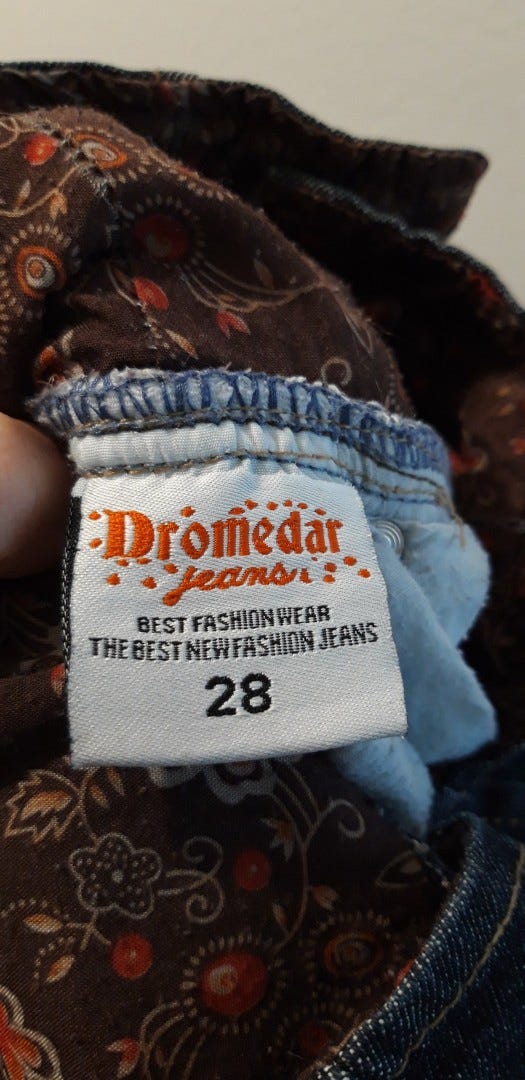 Dromedar
jeans
BEST FASHION WEAR
THE BEST NEW FASHION JEANS
28